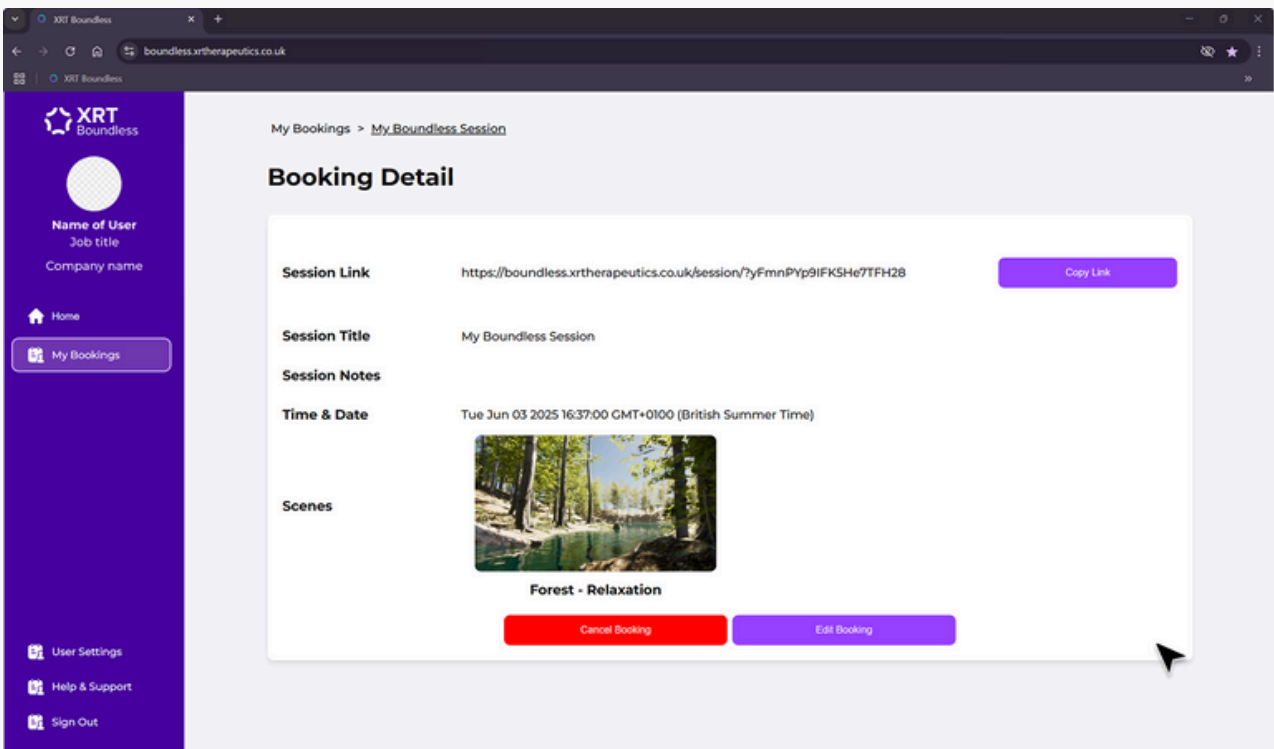 XRT Boundless
boundless.xrtherapeutics.co.uk
XRT Boundless
XRT
Boundless
Name of User
Job title
Company name
Home
My Bookings
User Settings
Help & Support
Sign Out
My Bookings > My Boundless Session
Booking Detail
Session Link https://boundless.xrtherapeutics.co.uk/session/?yFmnPYp9IFK5He7TFH28 Copy Link
Session Title My Boundless Session
Session Notes
Time & Date Tue Jun 03 2025 16:37:00 GMT+0100 (British Summer Time)
Scenes
Forest - Relaxation
Cancel Booking Edit Booking